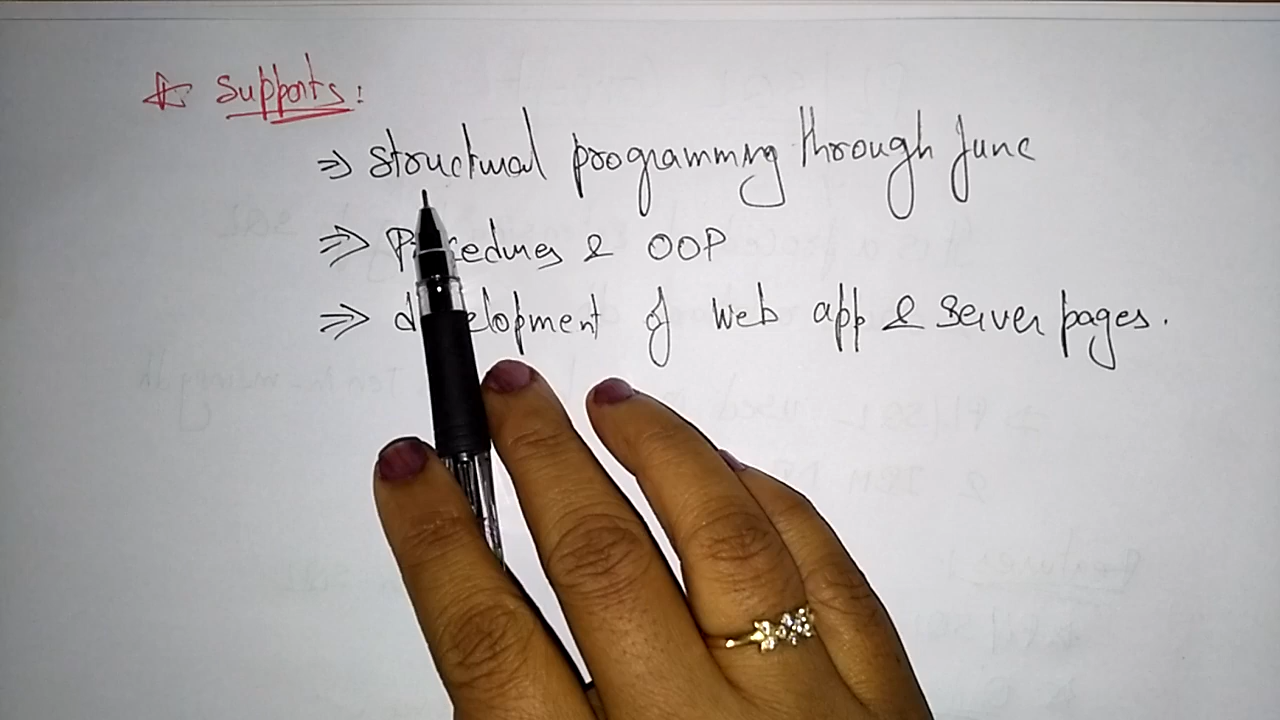 ☆ Supports:
⇒ Structural programming through func
⇒ Procedures & OOP
⇒ development of Web app & Server pages.